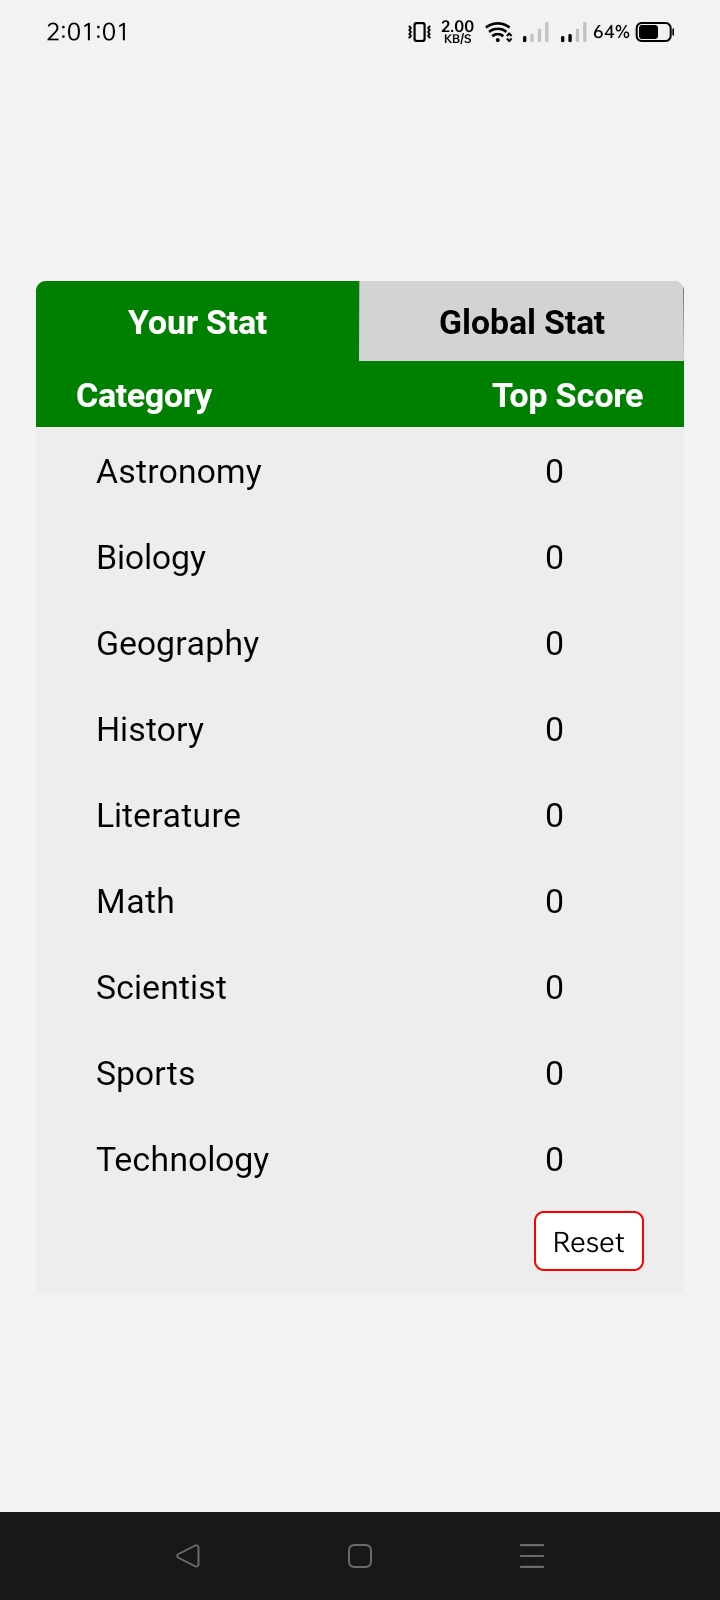 2:01:01 2.00 KB/S 64%
Your Stat Global Stat
Category Top Score
Astronomy 0
Biology 0
Geography 0
History 0
Literature 0
Math 0
Scientist 0
Sports 0
Technology 0
Reset